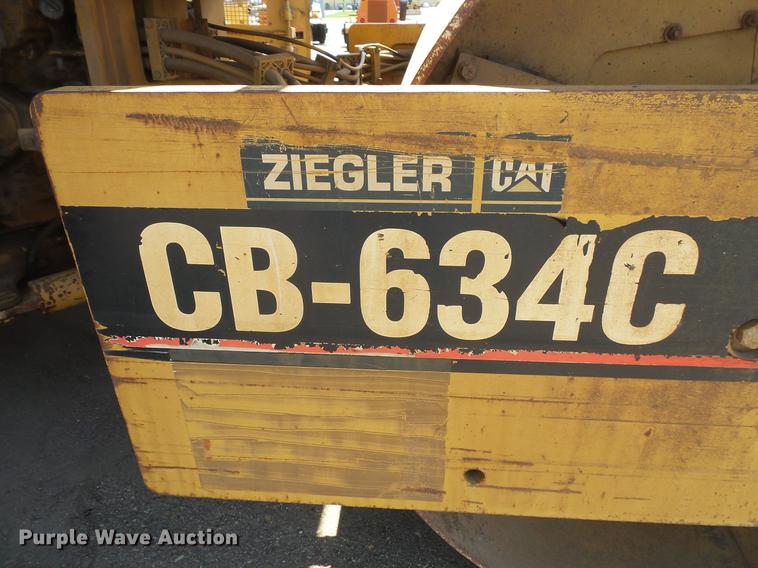 ZIEGLER CAT
CB-634C
Purple Wave Auction